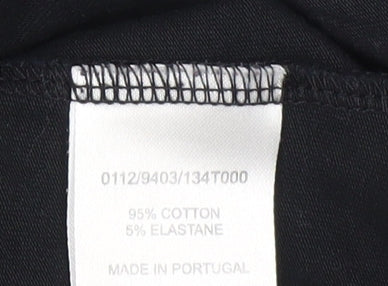 0112/9403/134T000
95% COTTON
5% ELASTANE
MADE IN PORTUGAL